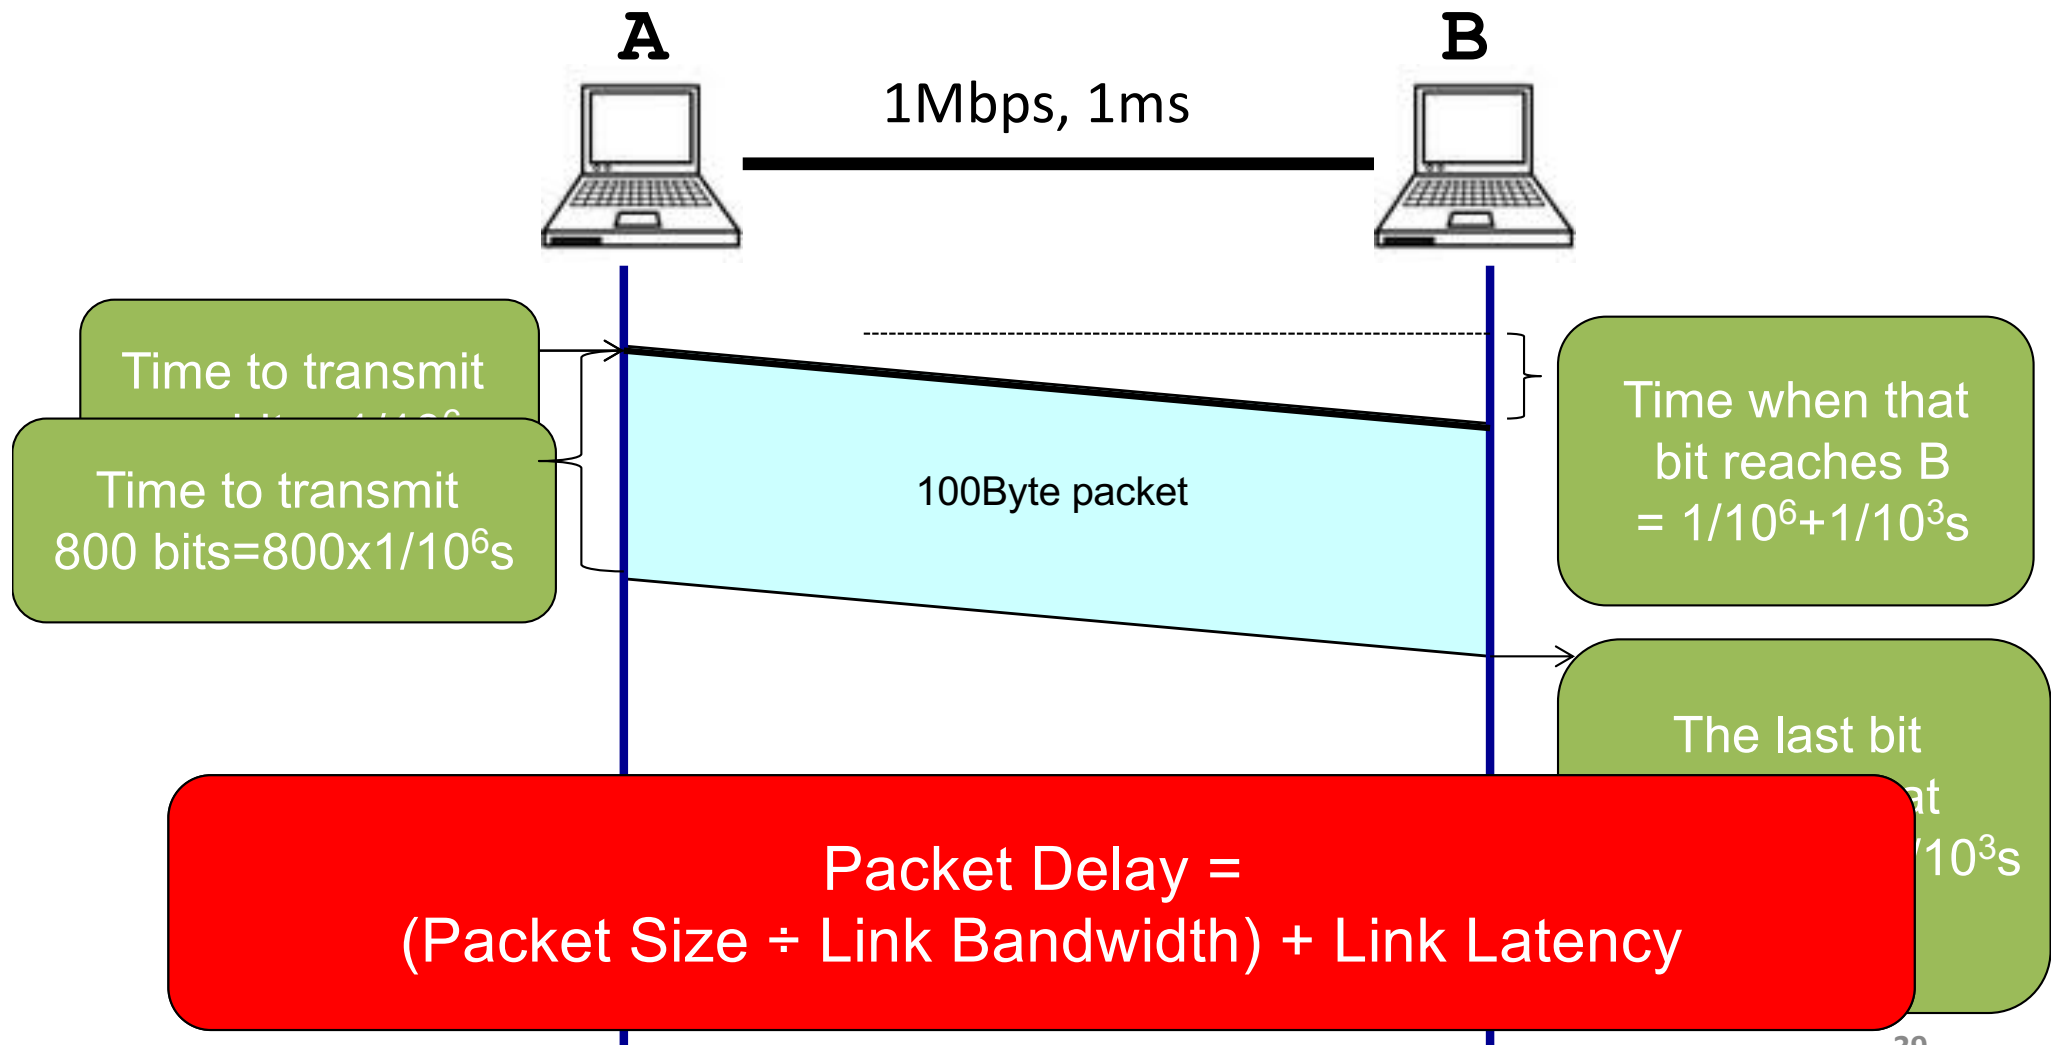 A
B
1Mbps, 1ms
Time to transmit
Time to transmit
800 bits=800x1/10⁶s
100Byte packet
Time when that
bit reaches B
= 1/10⁶+1/10³s
The last bit
at
/10³s
Packet Delay =
(Packet Size ÷ Link Bandwidth) + Link Latency